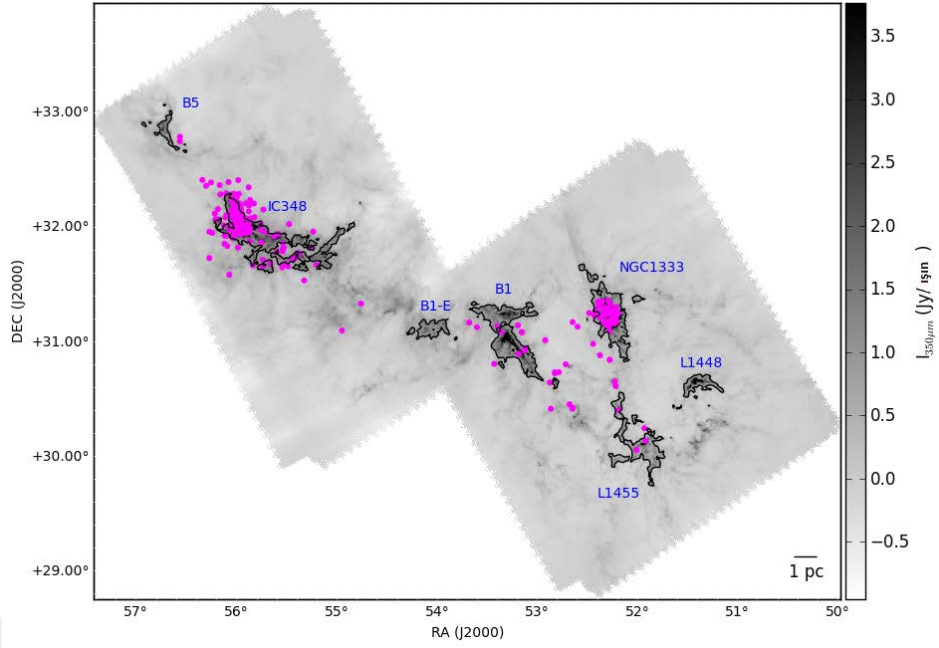 B5
IC348
B1-E
B1
NGC1333
L1448
L1455
1 pc
+33.00°
+32.00°
+31.00°
+30.00°
+29.00°
DEC (J2000)
57°
56°
55°
54°
53°
52°
51°
50°
RA (J2000)
3.5
3.0
2.5
2.0
1.5
1.0
0.5
0.0
−0.5
I350μm (Jy/ )